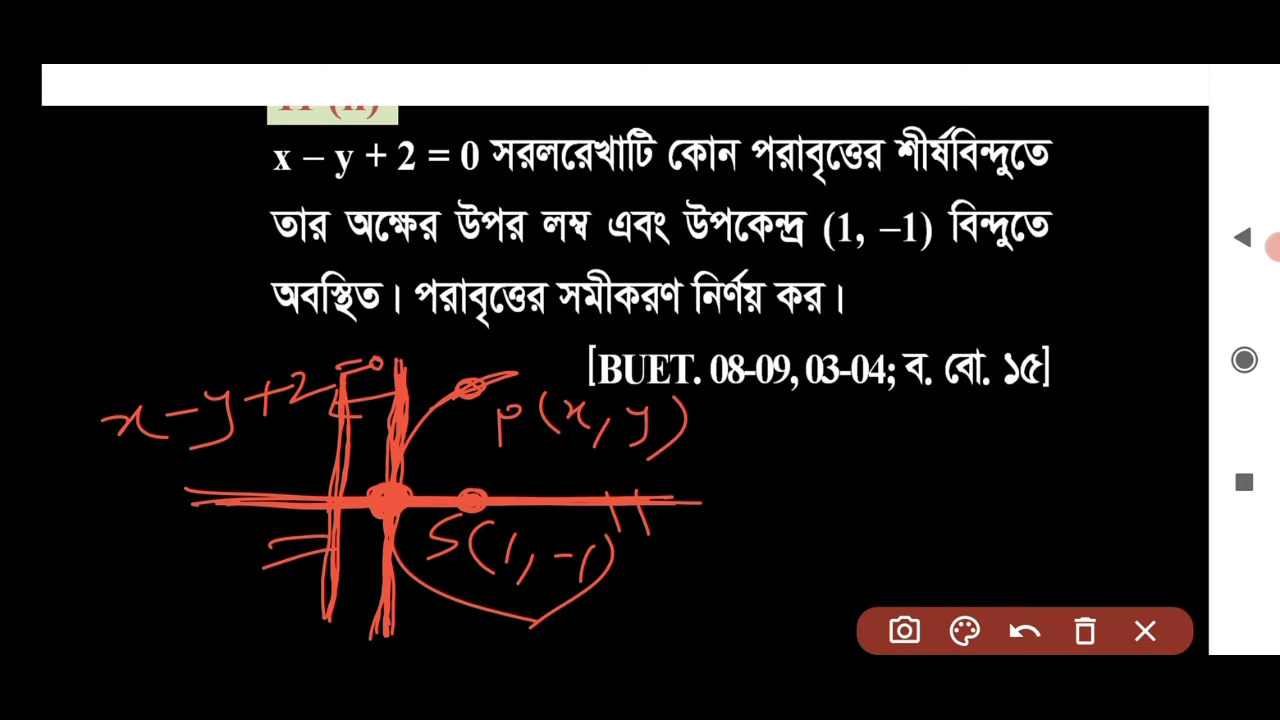 x – y + 2 = 0 সরলরেখাটি কোন পরাবৃত্তের শীর্ষবিন্দুতে
তার অক্ষের উপর লম্ব এবং উপকেন্দ্র (1, –1) বিন্দুতে
অবস্থিত। পরাবৃত্তের সমীকরণ নির্ণয় কর।
[BUET. 08-09, 03-04; ব. বো. ১৫]
x – y + 2 = 0
P(x, y)
S(1, -1)